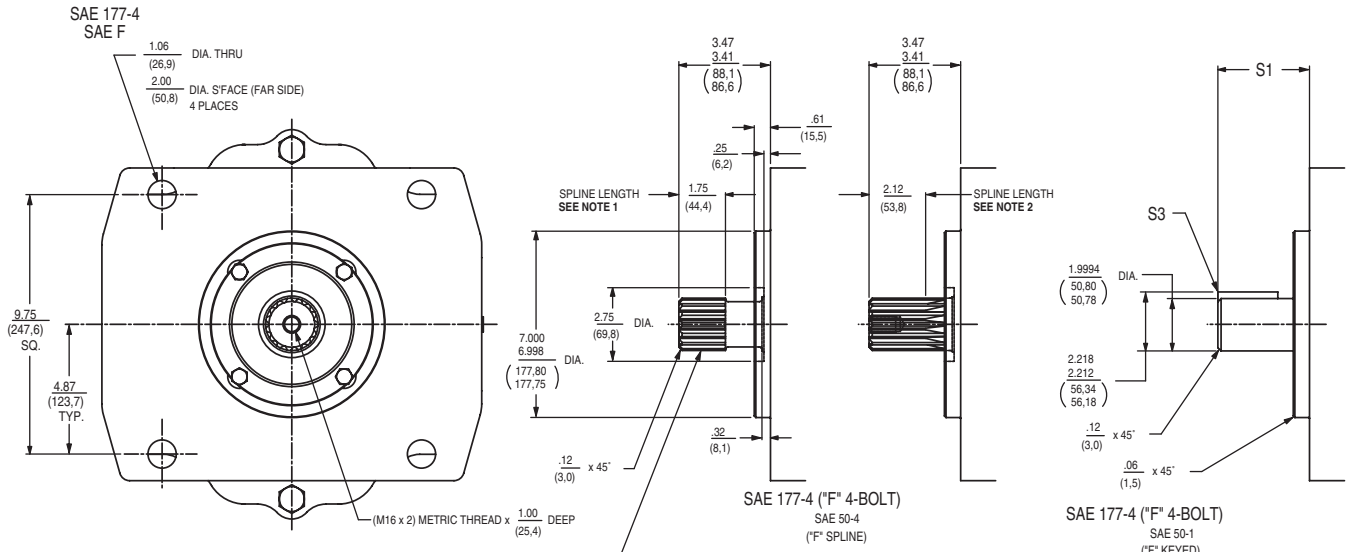 SAE 177-4
SAE F
1.06
(26,9)
DIA. THRU
2.00
(50,8)
DIA. S'FACE (FAR SIDE)
4 PLACES
9.75
(247,6)
SQ.
4.87
(123,7)
TYP.
(M16 x 2) METRIC THREAD x 1.00 DEEP
(25,4)
3.47
3.41
(88,1
86,6)
.61
(15,5)
.25
(6,2)
SPLINE LENGTH
SEE NOTE 1
1.75
(44,4)
2.75
(69,8)
DIA.
7.000
6.998
(177,80
177,75)
DIA.
.32
(8,1)
.12
(3,0)
x 45°
3.47
3.41
(88,1
86,6)
2.12
(53,8)
SPLINE LENGTH
SEE NOTE 2
SAE 177-4 ("F" 4-BOLT)
SAE 50-4
("F" SPLINE)
S1
S3
1.9994
(50,80
50,78)
DIA.
2.218
2.212
(56,34
56,18)
.12
(3,0)
x 45°
.06
(1,5)
x 45°
SAE 177-4 ("F" 4-BOLT)
SAE 50-1
("F" KEYED)